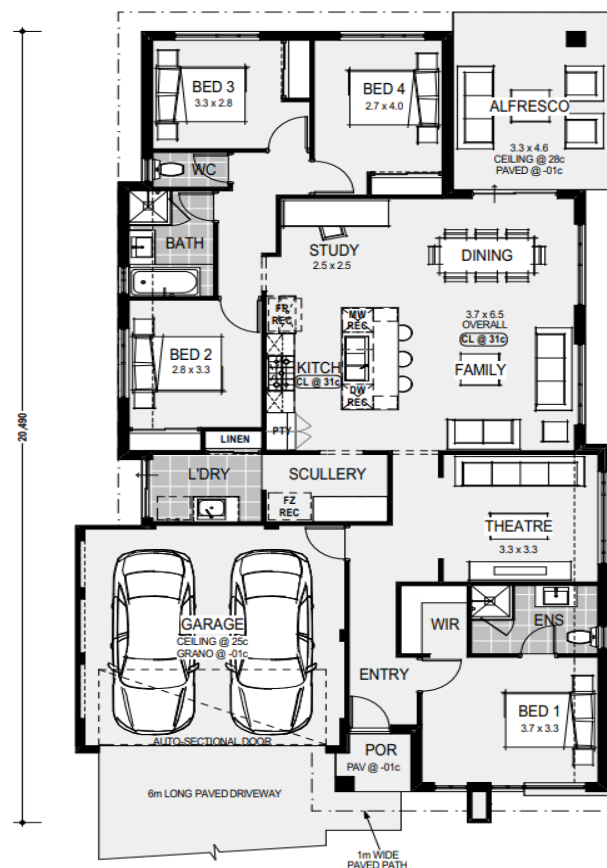 BED 3
3.3 x 2.8
BED 4
2.7 x 4.0
ALFRESCO
3.3 x 4.6
CEILING @ 28c
PAVED @ -01c
WC
BATH
STUDY
2.5 x 2.5
DINING
FR
REC
MW
REC
3.7 x 6.5
OVERALL
CL @ 31c
BED 2
2.8 x 3.3
KITCH
CL @ 31c
FAMILY
DW
REC
PTY
LINEN
20,490
L'DRY
SCULLERY
FZ
REC
THEATRE
3.3 x 3.3
GARAGE
CEILING @ 25c
GRANO @ -01c
WIR
ENS
ENTRY
BED 1
3.7 x 3.3
AUTO-SECTIONAL DOOR
POR
PAV @ -01c
6m LONG PAVED DRIVEWAY
1m WIDE
PAVED PATH